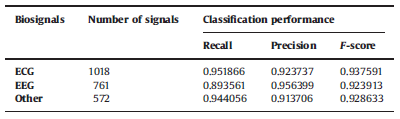 Biosignals Number of signals Classification performance
Recall Precision F-score
ECG 1018 0.951866 0.923737 0.937591
EEG 761 0.893561 0.956399 0.923913
Other 572 0.944056 0.913706 0.928633